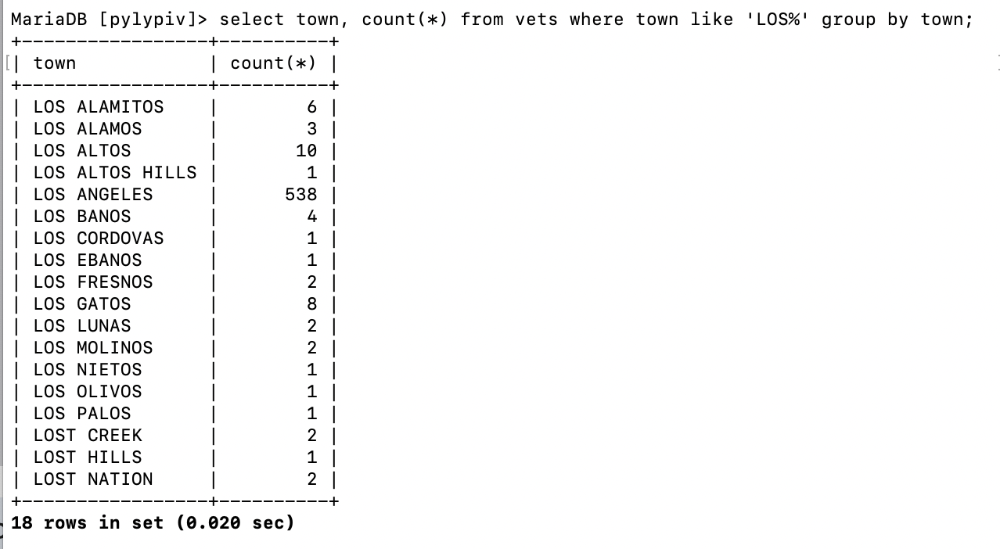 MariaDB [pylypiv]> select town, count(*) from vets where town like 'LOS%' group by town;
+------------------+----------+
| town             | count(*) |
+------------------+----------+
| LOS ALAMITOS     |        6 |
| LOS ALAMOS       |        3 |
| LOS ALTOS        |       10 |
| LOS ALTOS HILLS  |        1 |
| LOS ANGELES      |      538 |
| LOS BANOS        |        4 |
| LOS CORDOVAS     |        1 |
| LOS EBANOS       |        1 |
| LOS FRESNOS      |        2 |
| LOS GATOS        |        8 |
| LOS LUNAS        |        2 |
| LOS MOLINOS      |        2 |
| LOS NIETOS       |        1 |
| LOS OLIVOS       |        1 |
| LOS PALOS        |        1 |
| LOST CREEK       |        2 |
| LOST HILLS       |        1 |
| LOST NATION      |        2 |
+------------------+----------+
18 rows in set (0.020 sec)